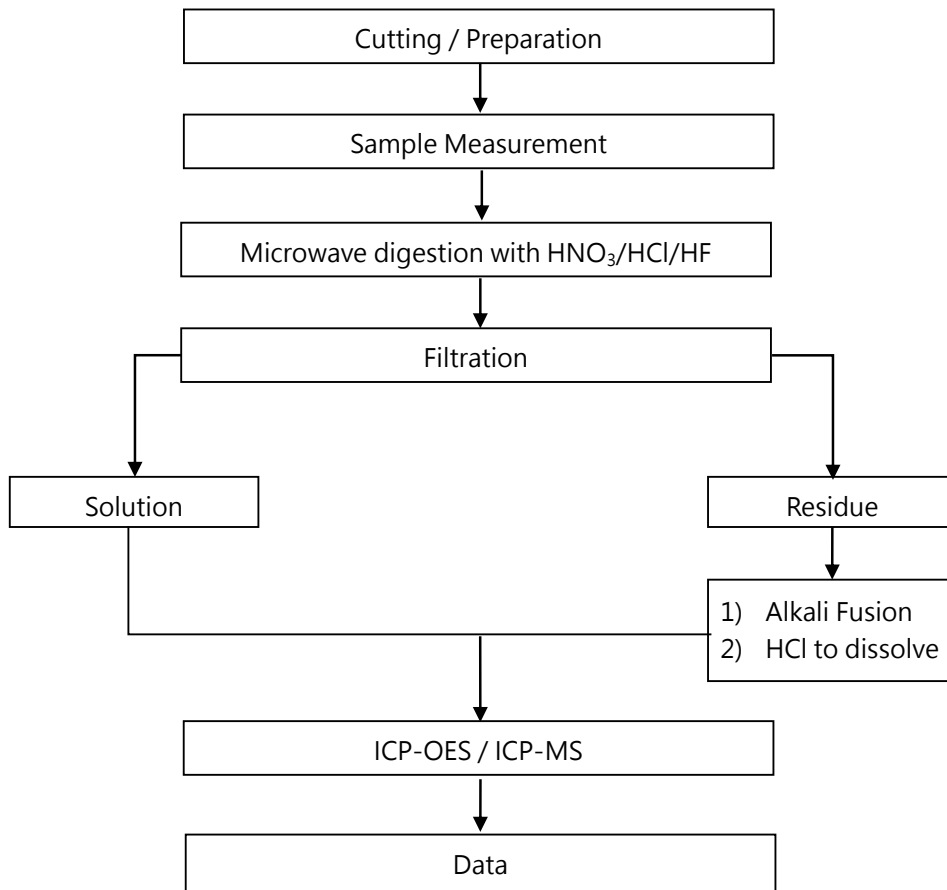 Cutting / Preparation
Sample Measurement
Microwave digestion with HNO₃/HCl/HF
Filtration
Solution
Residue
1) Alkali Fusion
2) HCl to dissolve
ICP-OES / ICP-MS
Data